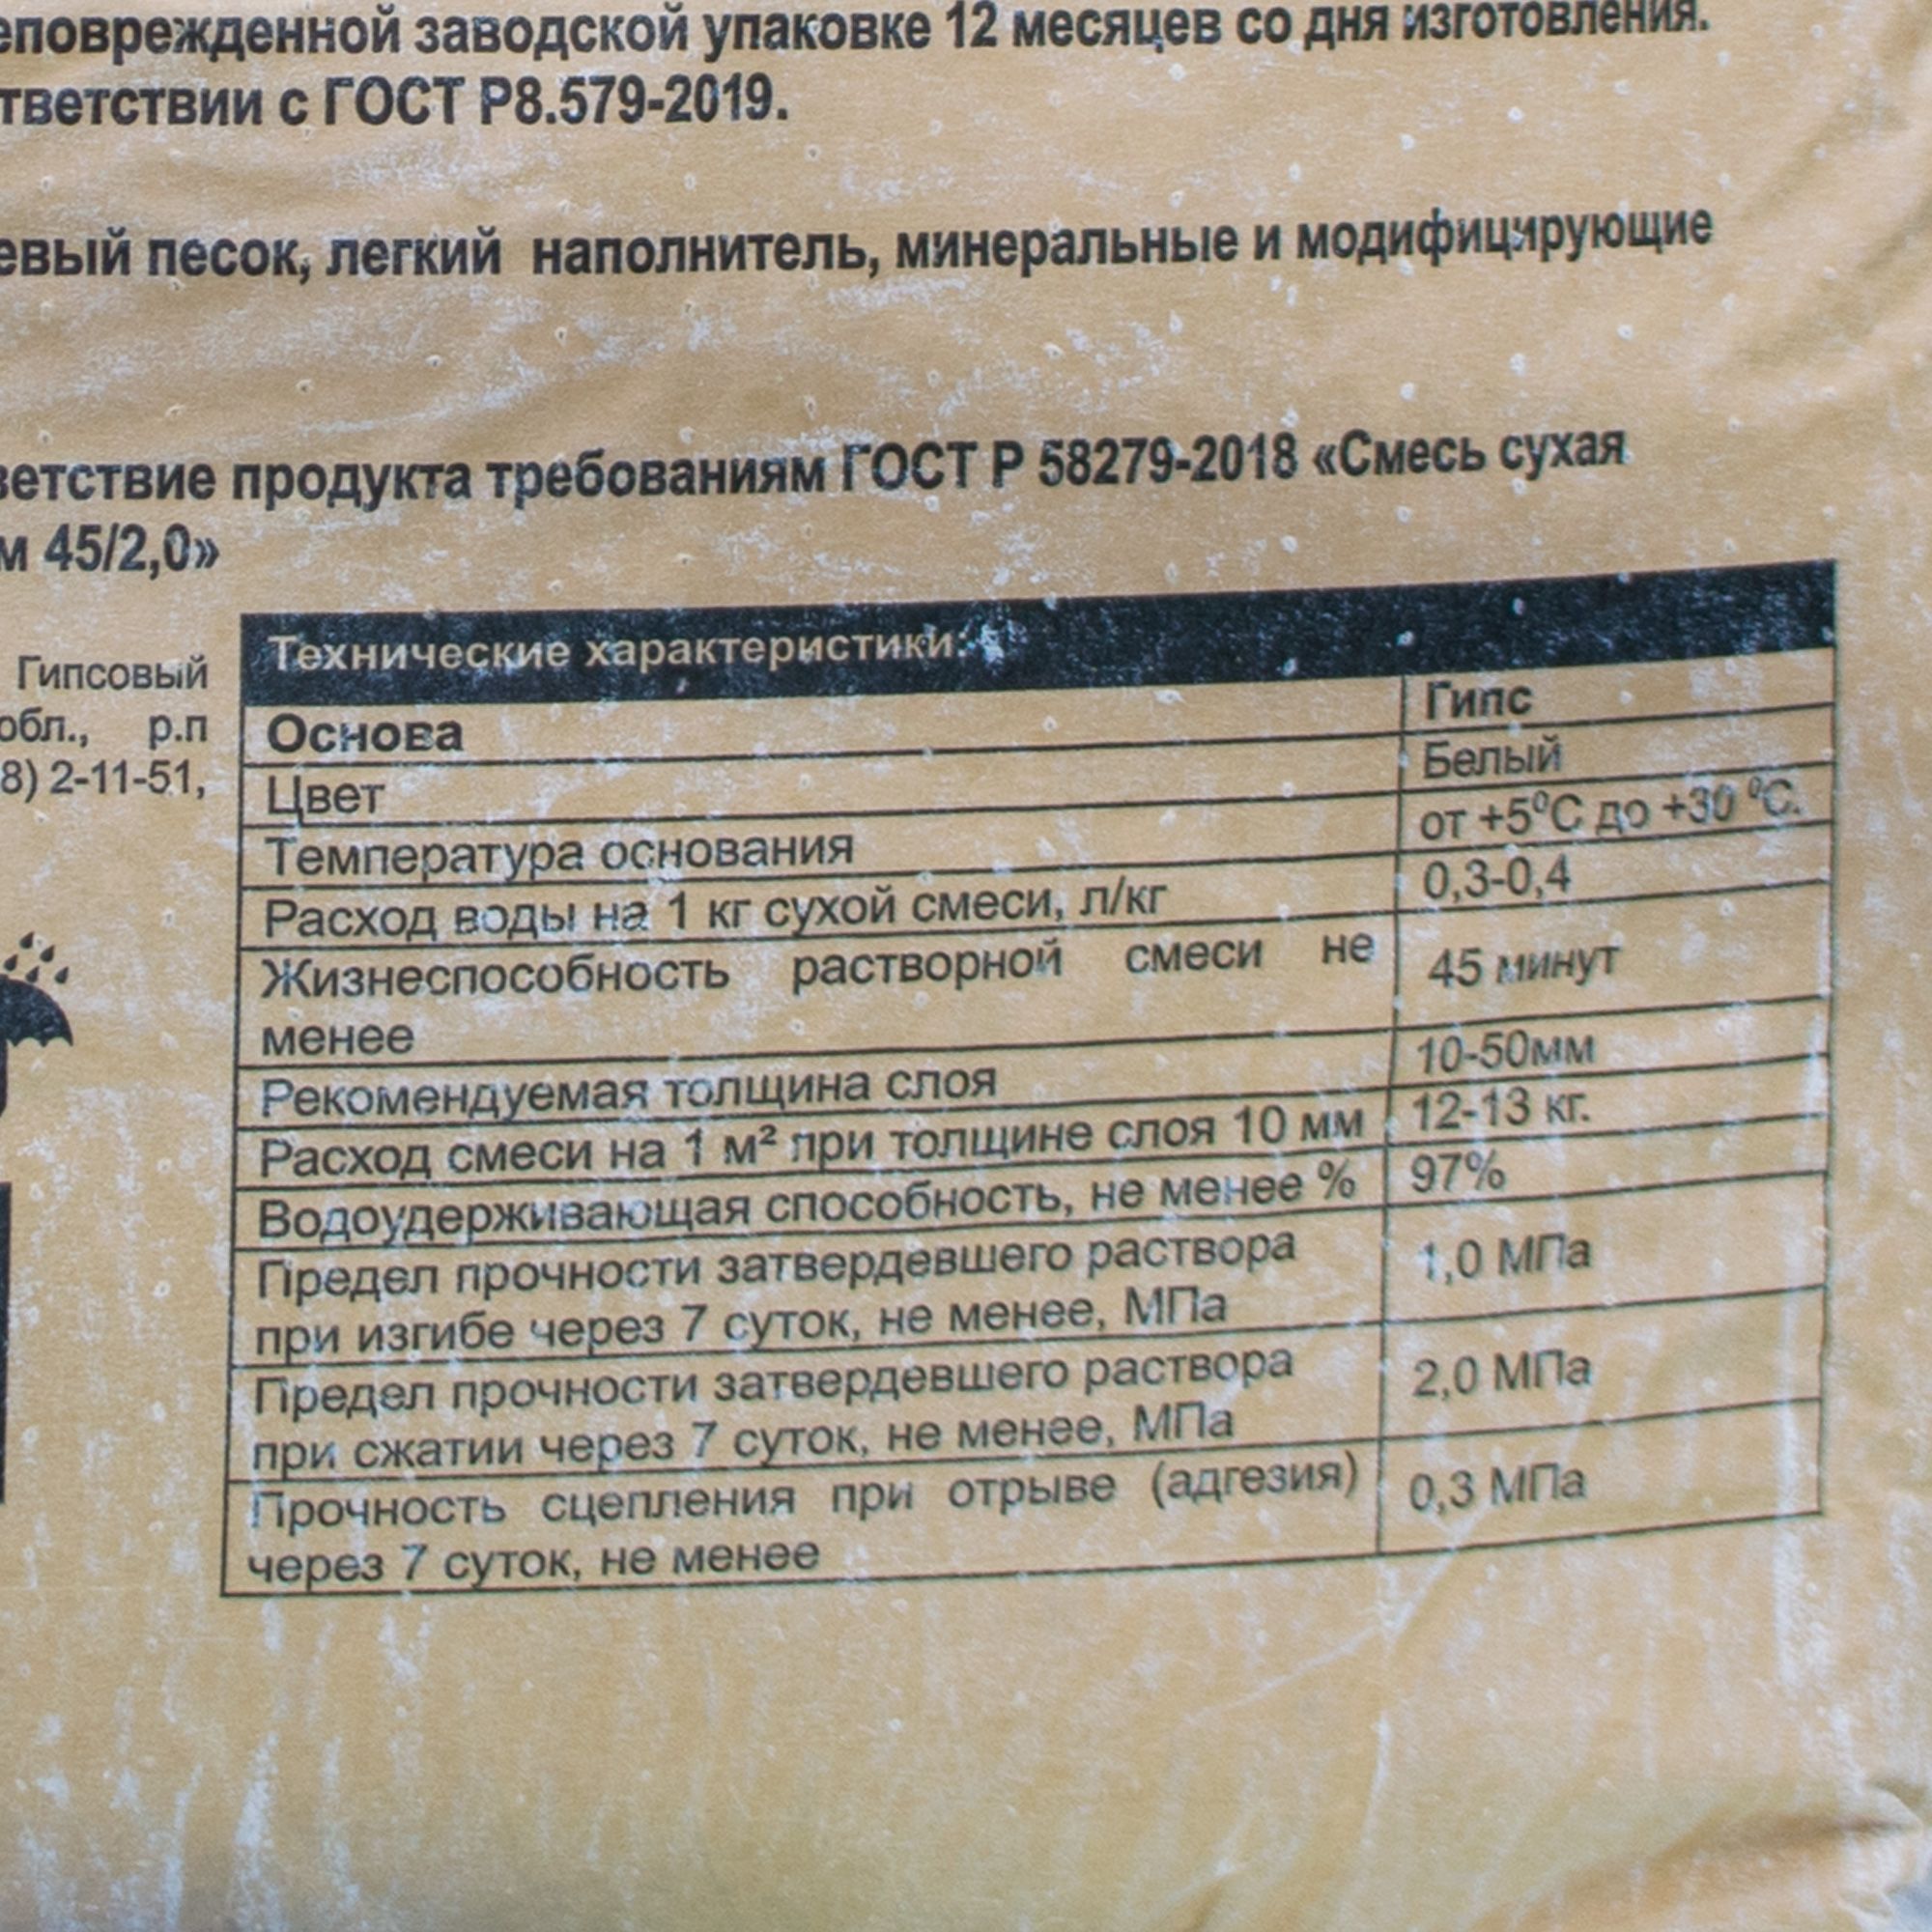 еповрежденной заводской упаковке 12 месяцев со дня изготовления.
тветствии с ГОСТ Р8.579-2019.
евый песок, легкий наполнитель, минеральные и модифицирующие
ветствие продукта требованиям ГОСТ Р 58279-2018 «Смесь сухая
м 45/2,0»
Гипсовый
обл., р.п
8) 2-11-51,
Технические характеристики:
Основа Гипс
Цвет Белый
Температура основания от +5⁰С до +30 ⁰С.
Расход воды на 1 кг сухой смеси, л/кг 0,3-0,4
Жизнеспособность растворной смеси не
менее 45 минут
Рекомендуемая толщина слоя 10-50мм
Расход смеси на 1 м² при толщине слоя 10 мм 12-13 кг.
Водоудерживающая способность, не менее % 97%
Предел прочности затвердевшего раствора
при изгибе через 7 суток, не менее, МПа 1,0 МПа
Предел прочности затвердевшего раствора
при сжатии через 7 суток, не менее, МПа 2,0 МПа
Прочность сцепления при отрыве (адгезия)
через 7 суток, не менее 0,3 МПа